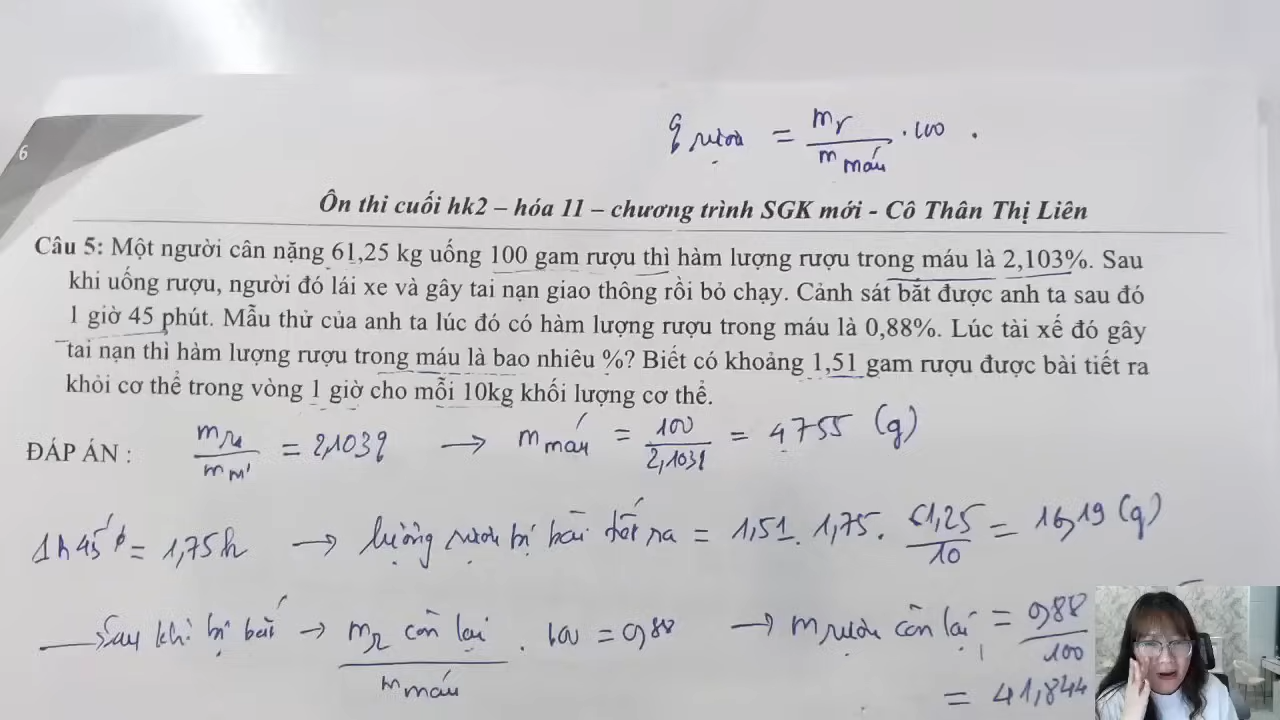 % rượu = m_r / m_máu . 100 .
6
Ôn thi cuối hk2 – hóa 11 – chương trình SGK mới - Cô Thân Thị Liên
Câu 5: Một người cân nặng 61,25 kg uống 100 gam rượu thì hàm lượng rượu trong máu là 2,103%. Sau
khi uống rượu, người đó lái xe và gây tai nạn giao thông rồi bỏ chạy. Cảnh sát bắt được anh ta sau đó
1 giờ 45 phút. Mẫu thử của anh ta lúc đó có hàm lượng rượu trong máu là 0,88%. Lúc tài xế đó gây
tai nạn thì hàm lượng rượu trong máu là bao nhiêu %? Biết có khoảng 1,51 gam rượu được bài tiết ra
khỏi cơ thể trong vòng 1 giờ cho mỗi 10kg khối lượng cơ thể.
ĐÁP ÁN : = 2,103% → m máu = 100 / 2,103% = 4755 (g)
1h45' = 1,75h → lượng rượu bị bài tiết ra = 1,51 . 1,75 . 61,25 / 10 = 16,19 (g)
→ Sau khi bị bắt → còn lại / m máu . 100 = 0,88 → m rượu còn lại = 0,88 / 100
= 41,844